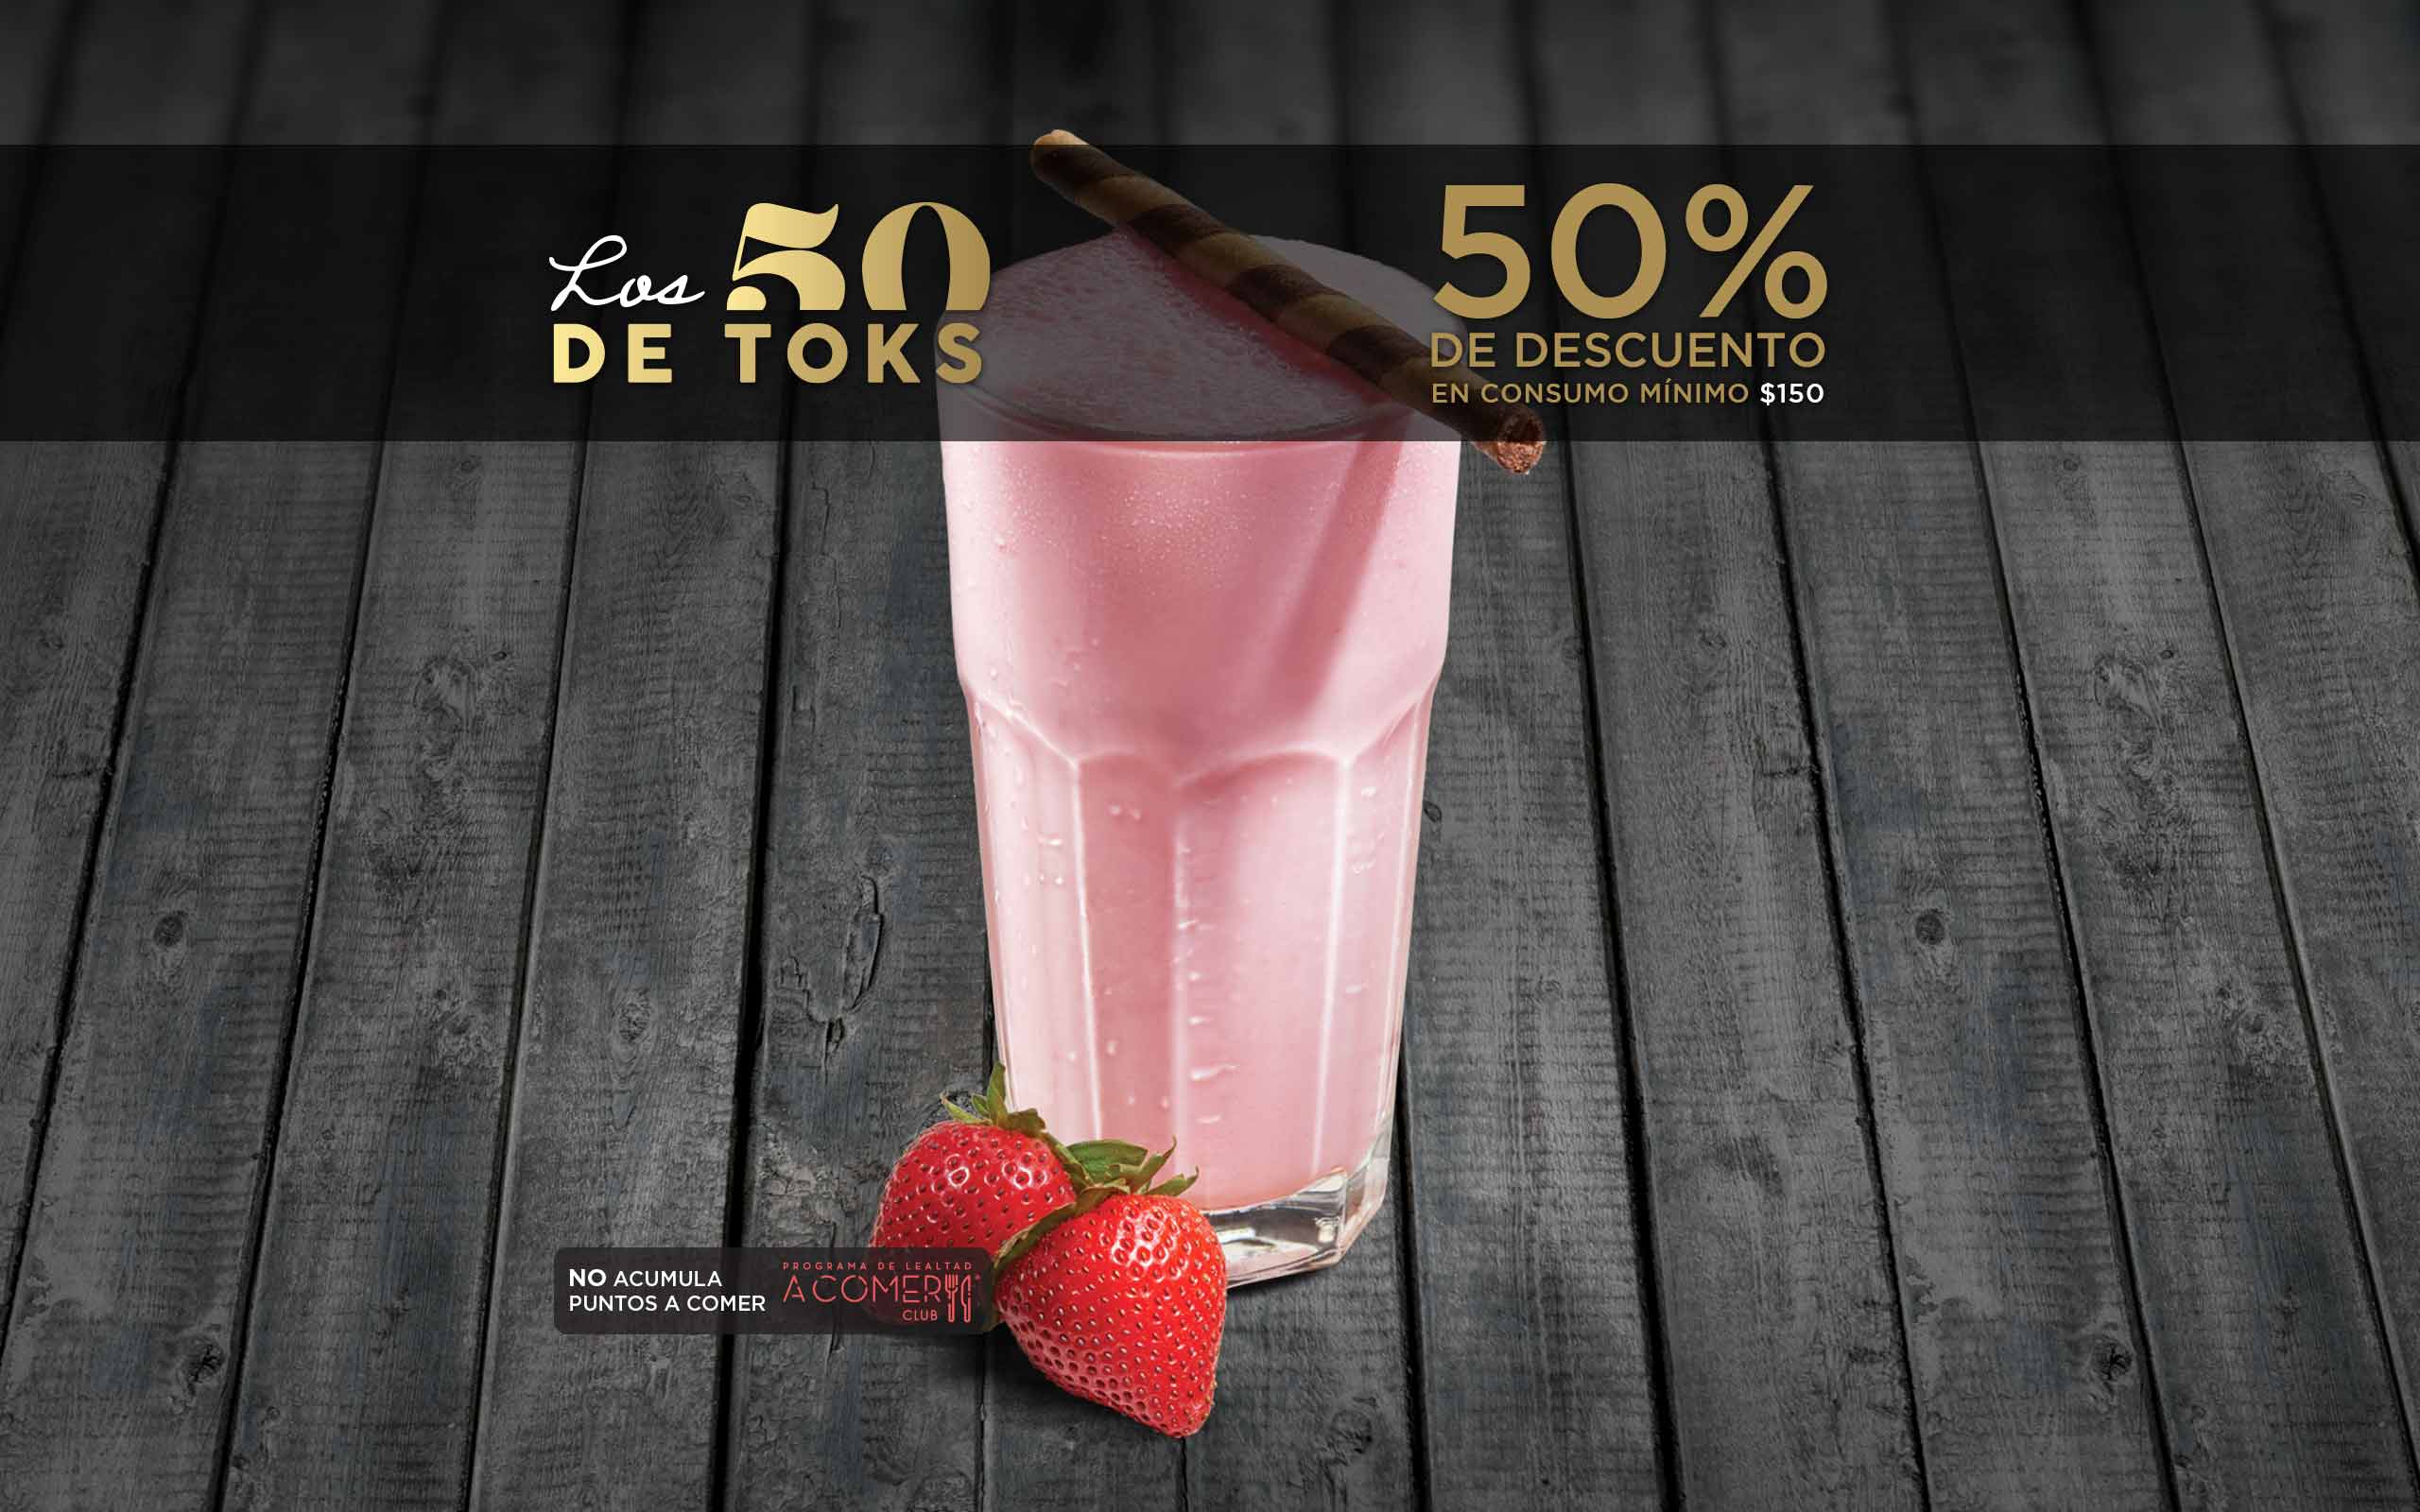 Los 50
DE TOKS
50%
DE DESCUENTO
EN CONSUMO MÍNIMO $150
NO ACUMULA
PUNTOS A COMER
PROGRAMA DE LEALTAD
A COMER
CLUB